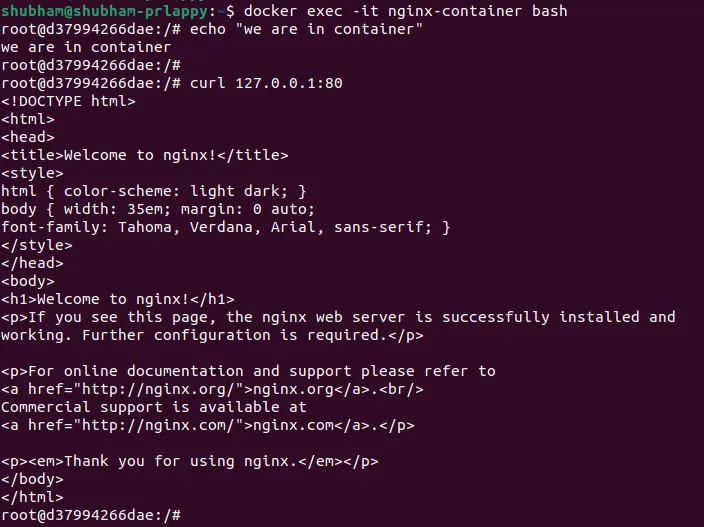 shubham@shubham-prlappy:~$ docker exec -it nginx-container bash
root@d37994266dae:/# echo "we are in container"
we are in container
root@d37994266dae:/#
root@d37994266dae:/# curl 127.0.0.1:80
<!DOCTYPE html>
<html>
<head>
<title>Welcome to nginx!</title>
<style>
html { color-scheme: light dark; }
body { width: 35em; margin: 0 auto;
font-family: Tahoma, Verdana, Arial, sans-serif; }
</style>
</head>
<body>
<h1>Welcome to nginx!</h1>
<p>If you see this page, the nginx web server is successfully installed and
working. Further configuration is required.</p>

<p>For online documentation and support please refer to
<a href="http://nginx.org/">nginx.org</a>.<br/>
Commercial support is available at
<a href="http://nginx.com/">nginx.com</a>.</p>

<p><em>Thank you for using nginx.</em></p>
</body>
</html>
root@d37994266dae:/#